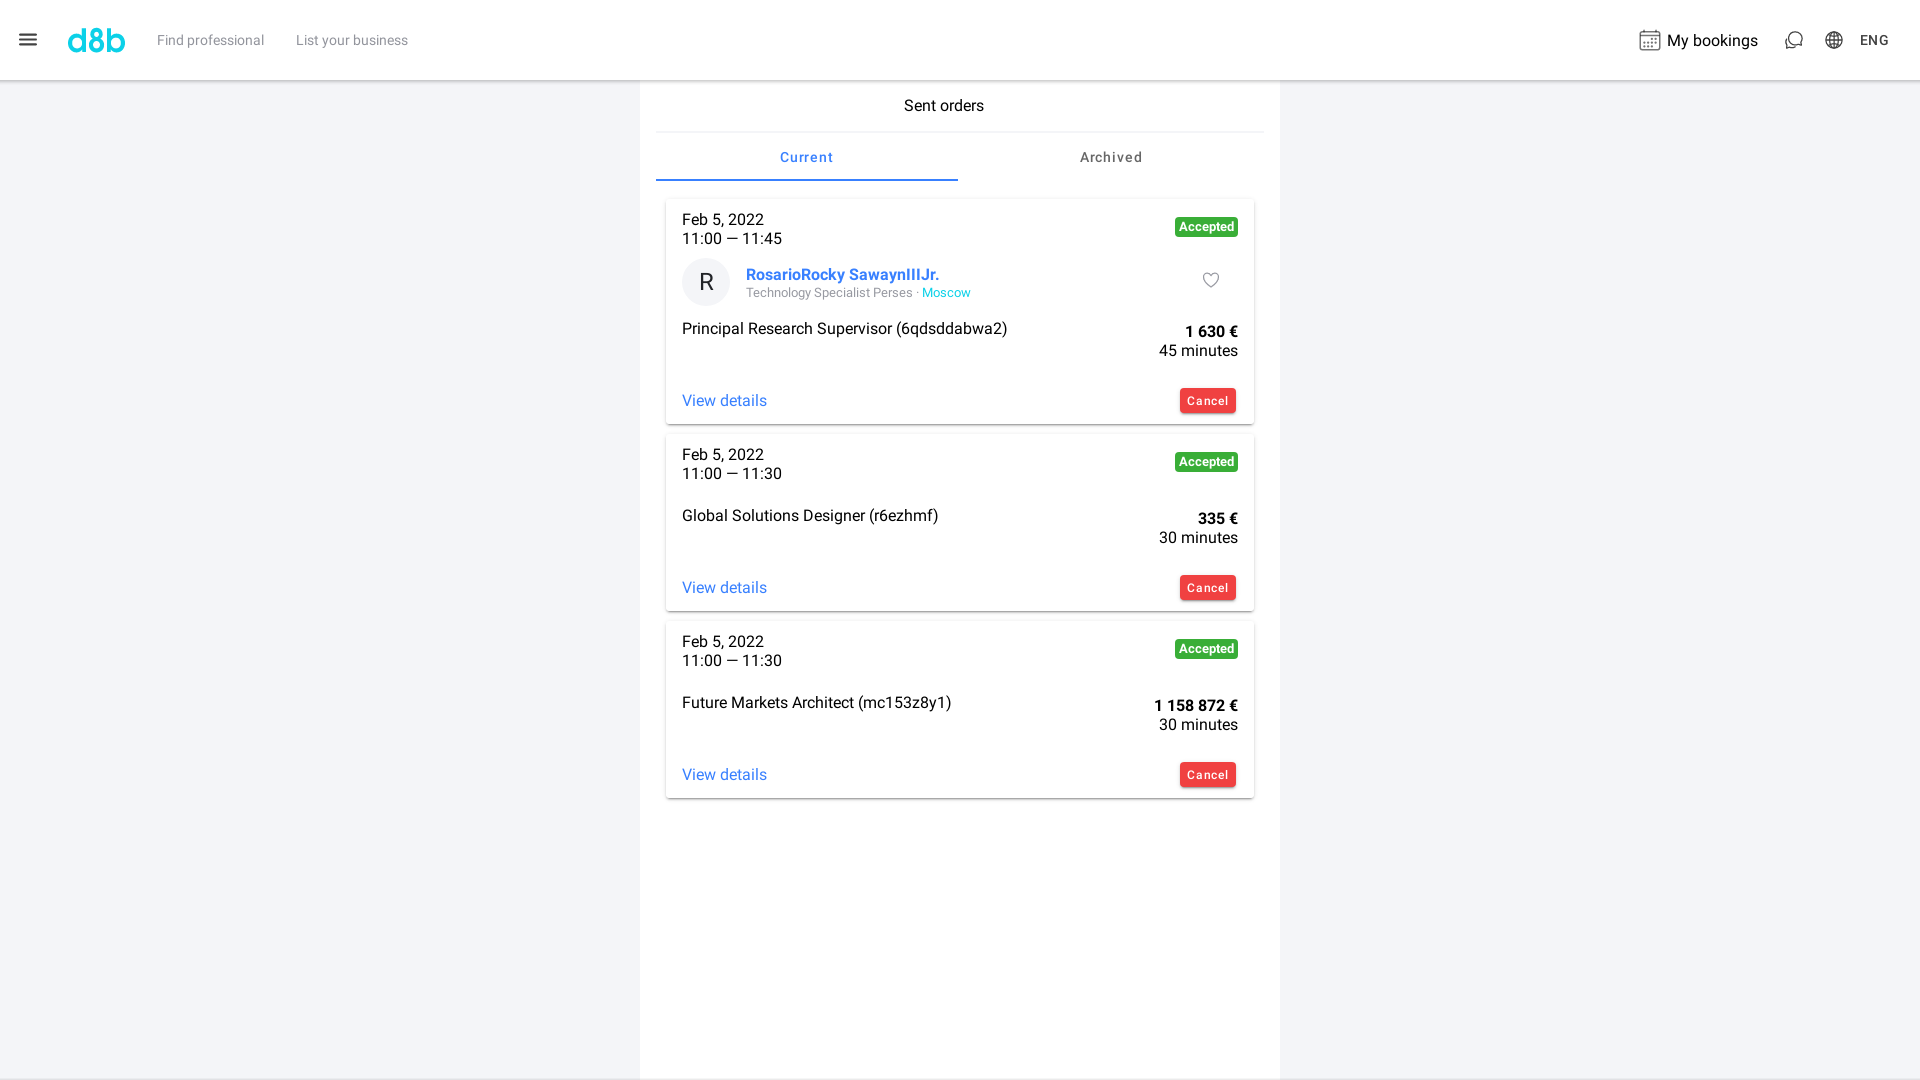 d8b
Find professional
List your business
My bookings
ENG
Sent orders
Current
Archived
Feb 5, 2022
11:00 — 11:45
Accepted
R
RosarioRocky SawaynIIIJr.
Technology Specialist Perses · Moscow
Principal Research Supervisor (6qdsddabwa2)
1 630 €
45 minutes
View details
Cancel
Feb 5, 2022
11:00 — 11:30
Accepted
Global Solutions Designer (r6ezhmf)
335 €
30 minutes
View details
Cancel
Feb 5, 2022
11:00 — 11:30
Accepted
Future Markets Architect (mc153z8y1)
1 158 872 €
30 minutes
View details
Cancel